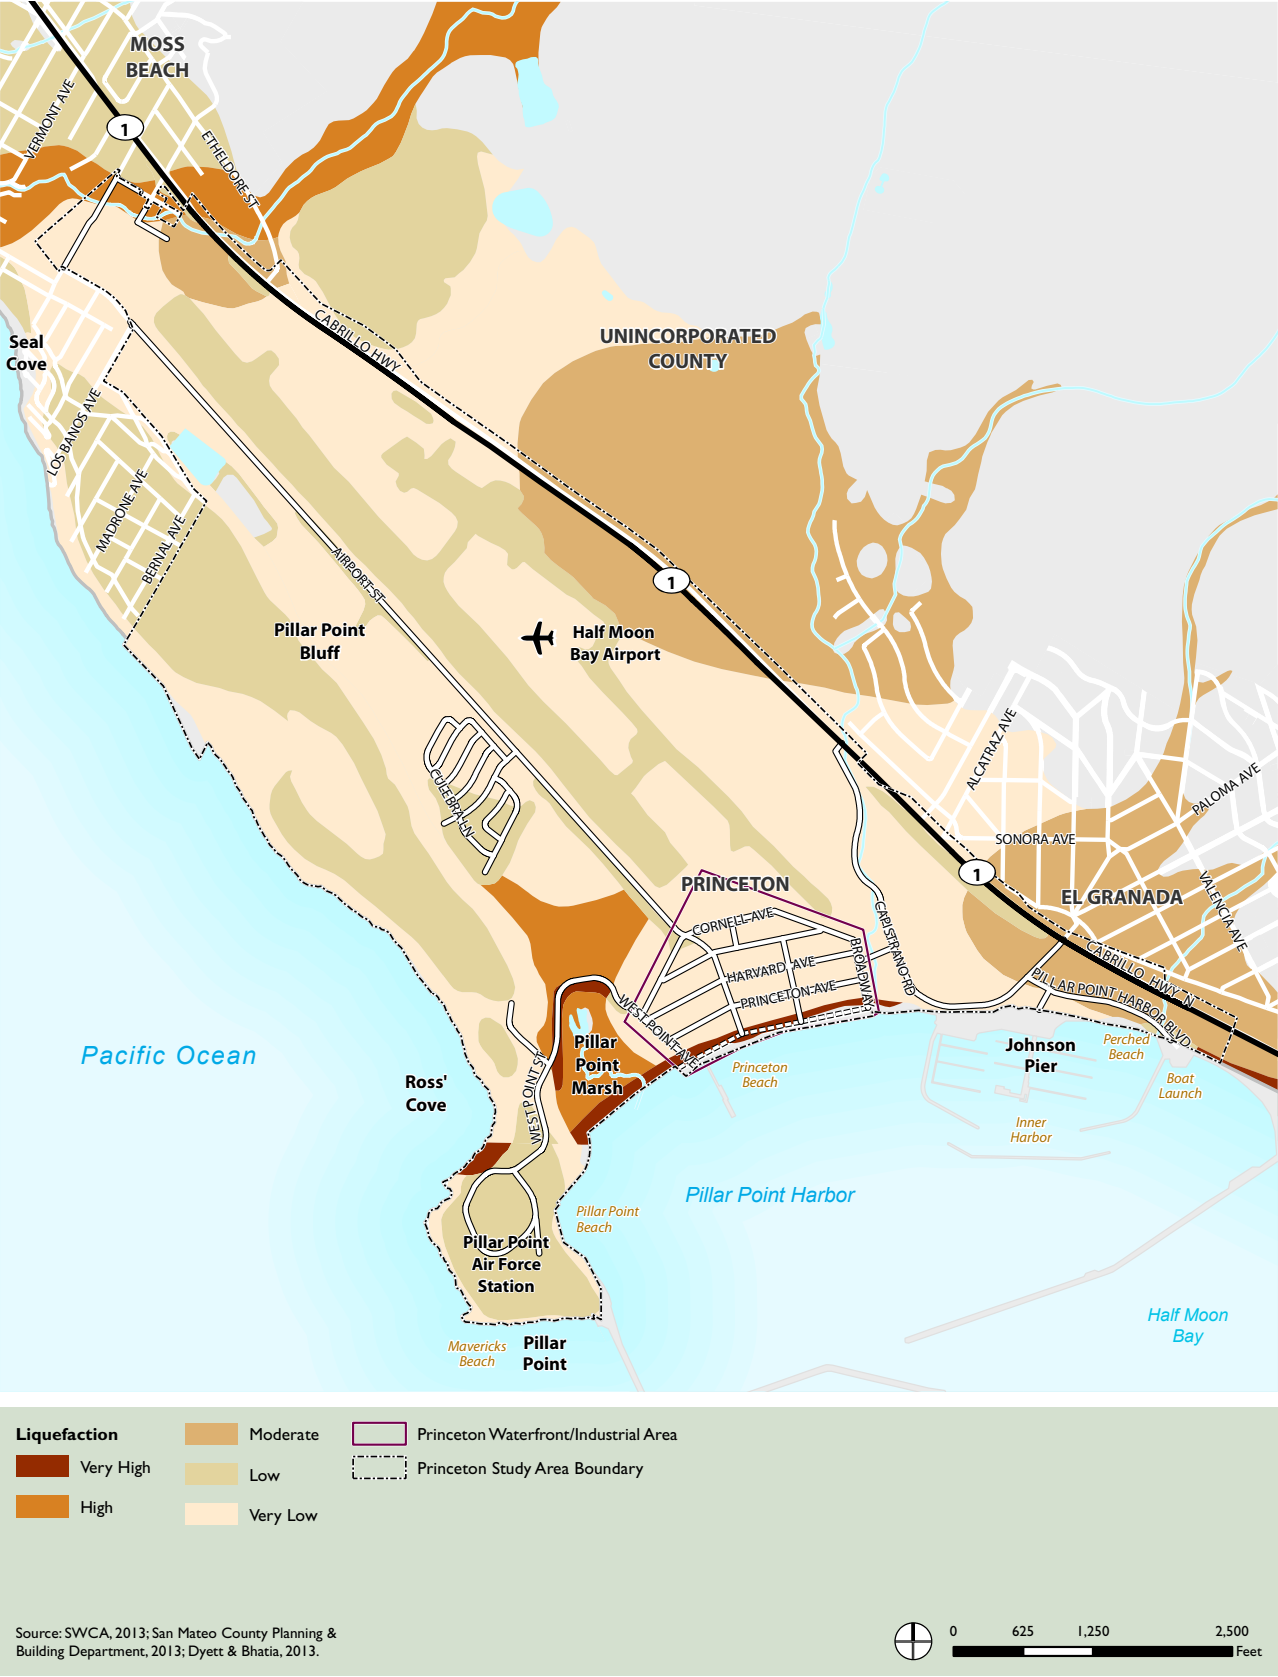 MOSS
BEACH
VERMONT AVE
1
ETHELDORE ST
Seal
Cove
CABRILLO HWY
UNINCORPORATED
COUNTY
LOS BANOS AVE
MADRONE AVE
BERNAL AVE
AIRPORT ST
1
Pillar Point
Bluff
Half Moon
Bay Airport
ALCATRAZ AVE
CULEBRA LN
PALOMA AVE
SONORA AVE
1
PRINCETON
EL GRANADA
VALENCIA AVE
CORNELL AVE
CAPISTRANO RD
BROADWAY
HARVARD AVE
PRINCETON AVE
CABRILLO HWY N
PILLAR POINT HARBOR BLVD
WEST POINT AVE
Pacific Ocean
Pillar
Point
Marsh
Johnson
Pier
Perched
Beach
Princeton
Beach
Boat
Launch
Ross'
Cove
WEST POINT ST
Inner
Harbor
Pillar Point Harbor
Pillar Point
Beach
Pillar Point
Air Force
Station
Half Moon
Bay
Mavericks
Beach
Pillar
Point
Liquefaction
Very High
High
Moderate
Low
Very Low
Princeton Waterfront/Industrial Area
Princeton Study Area Boundary
Source: SWCA, 2013; San Mateo County Planning &
Building Department, 2013; Dyett & Bhatia, 2013.
0 625 1,250 2,500
Feet